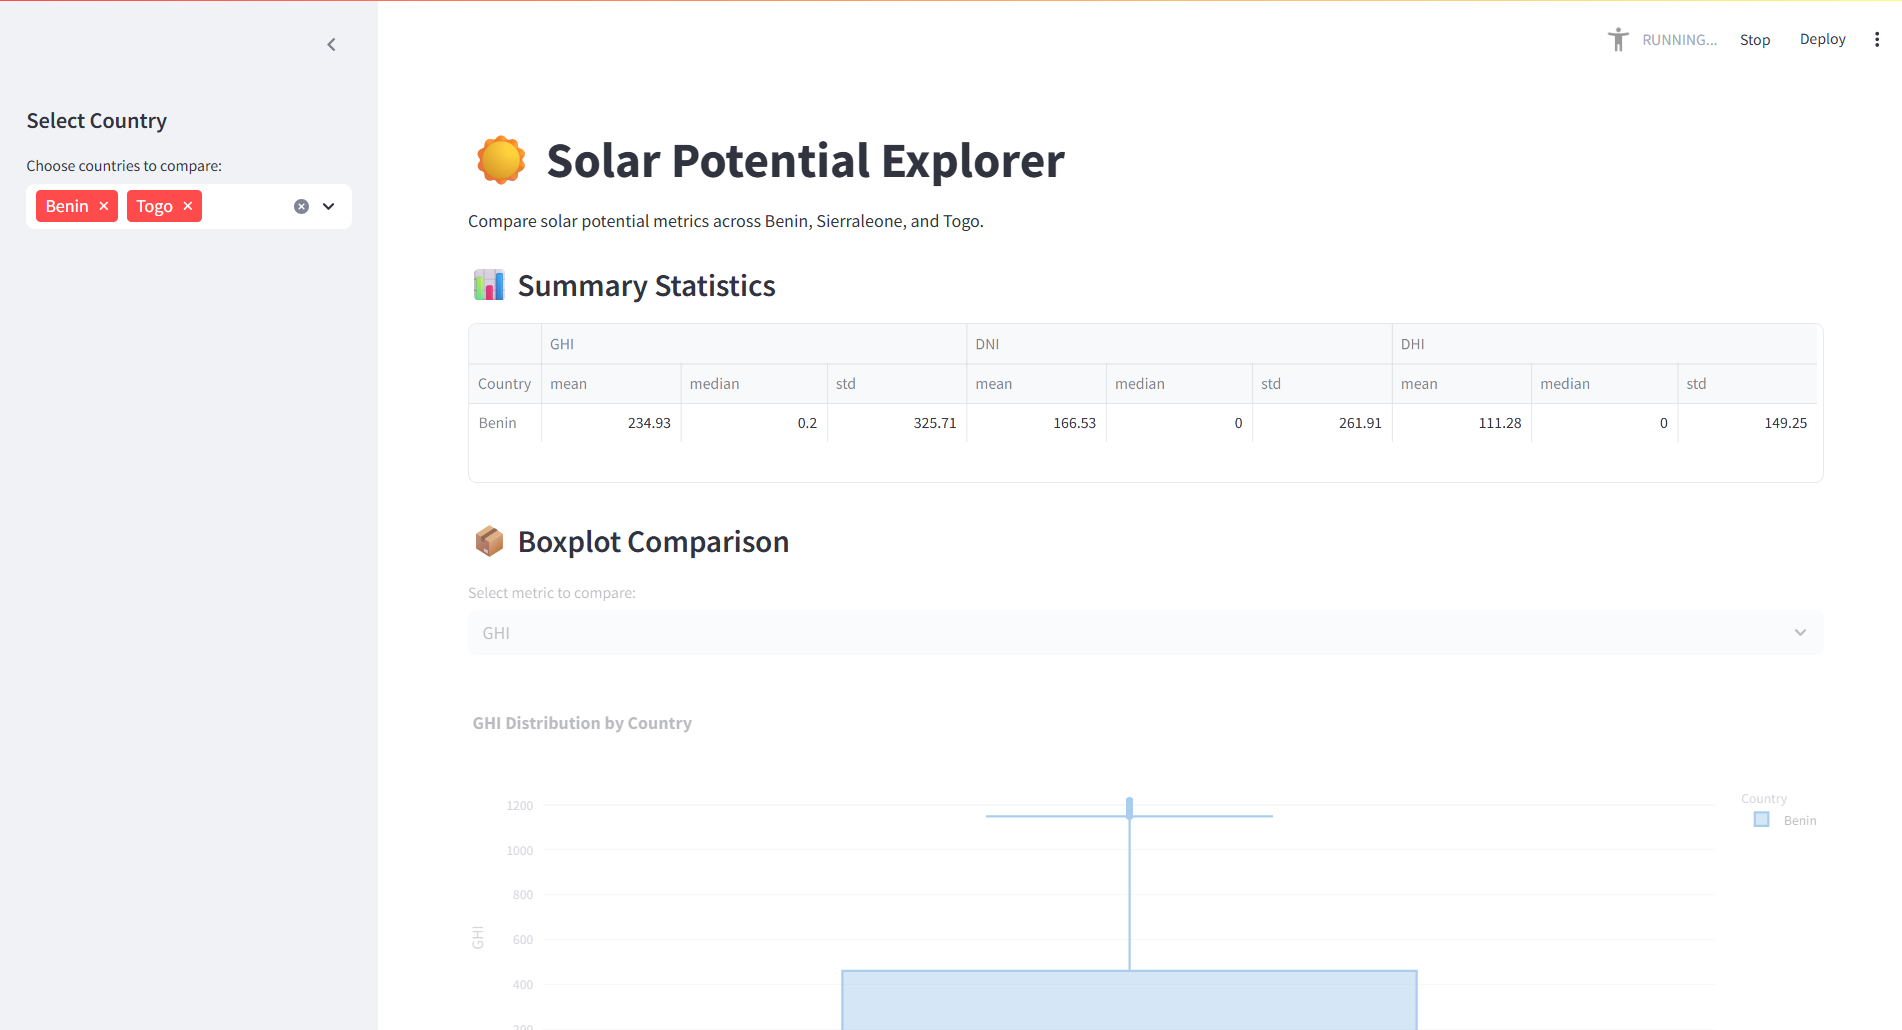 RUNNING...
Stop
Deploy
Select Country
Choose countries to compare:
Benin
Togo
Solar Potential Explorer
Compare solar potential metrics across Benin, Sierraleone, and Togo.
Summary Statistics
GHI DNI DHI
Country mean median std mean median std mean median std
Benin 234.93 0.2 325.71 166.53 0 261.91 111.28 0 149.25
Boxplot Comparison
Select metric to compare:
GHI
GHI Distribution by Country
Country
Benin
1200
1000
800
600
400
200
GHI